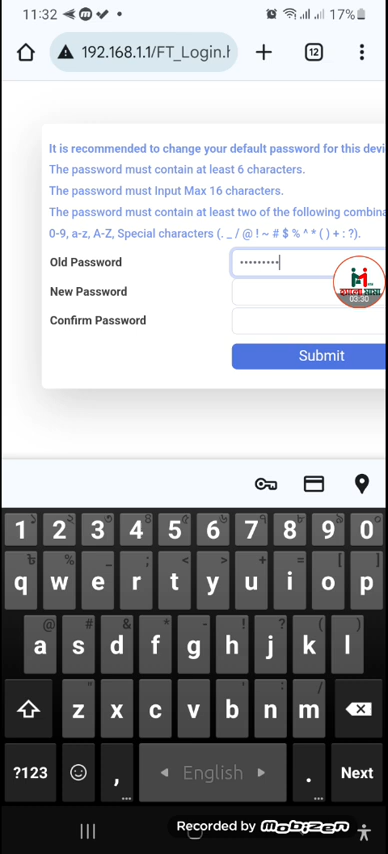 11:32 17%
192.168.1.1/FT_Login.h 12
It is recommended to change your default password for this devi
The password must contain at least 6 characters.
The password must Input Max 16 characters.
The password must contain at least two of the following combina
0-9, a-z, A-Z, Special characters (. _ / @ ! ~ # $ % ^ * ( ) + : ?).
Old Password •••••••••
New Password
03:30
Confirm Password
Submit
1 2 3 4 5 6 7 8 9 0
q w e r t y u i o p
a s d f g h j k l
z x c v b n m
?123 , English . Next
Recorded by MOBIZEN